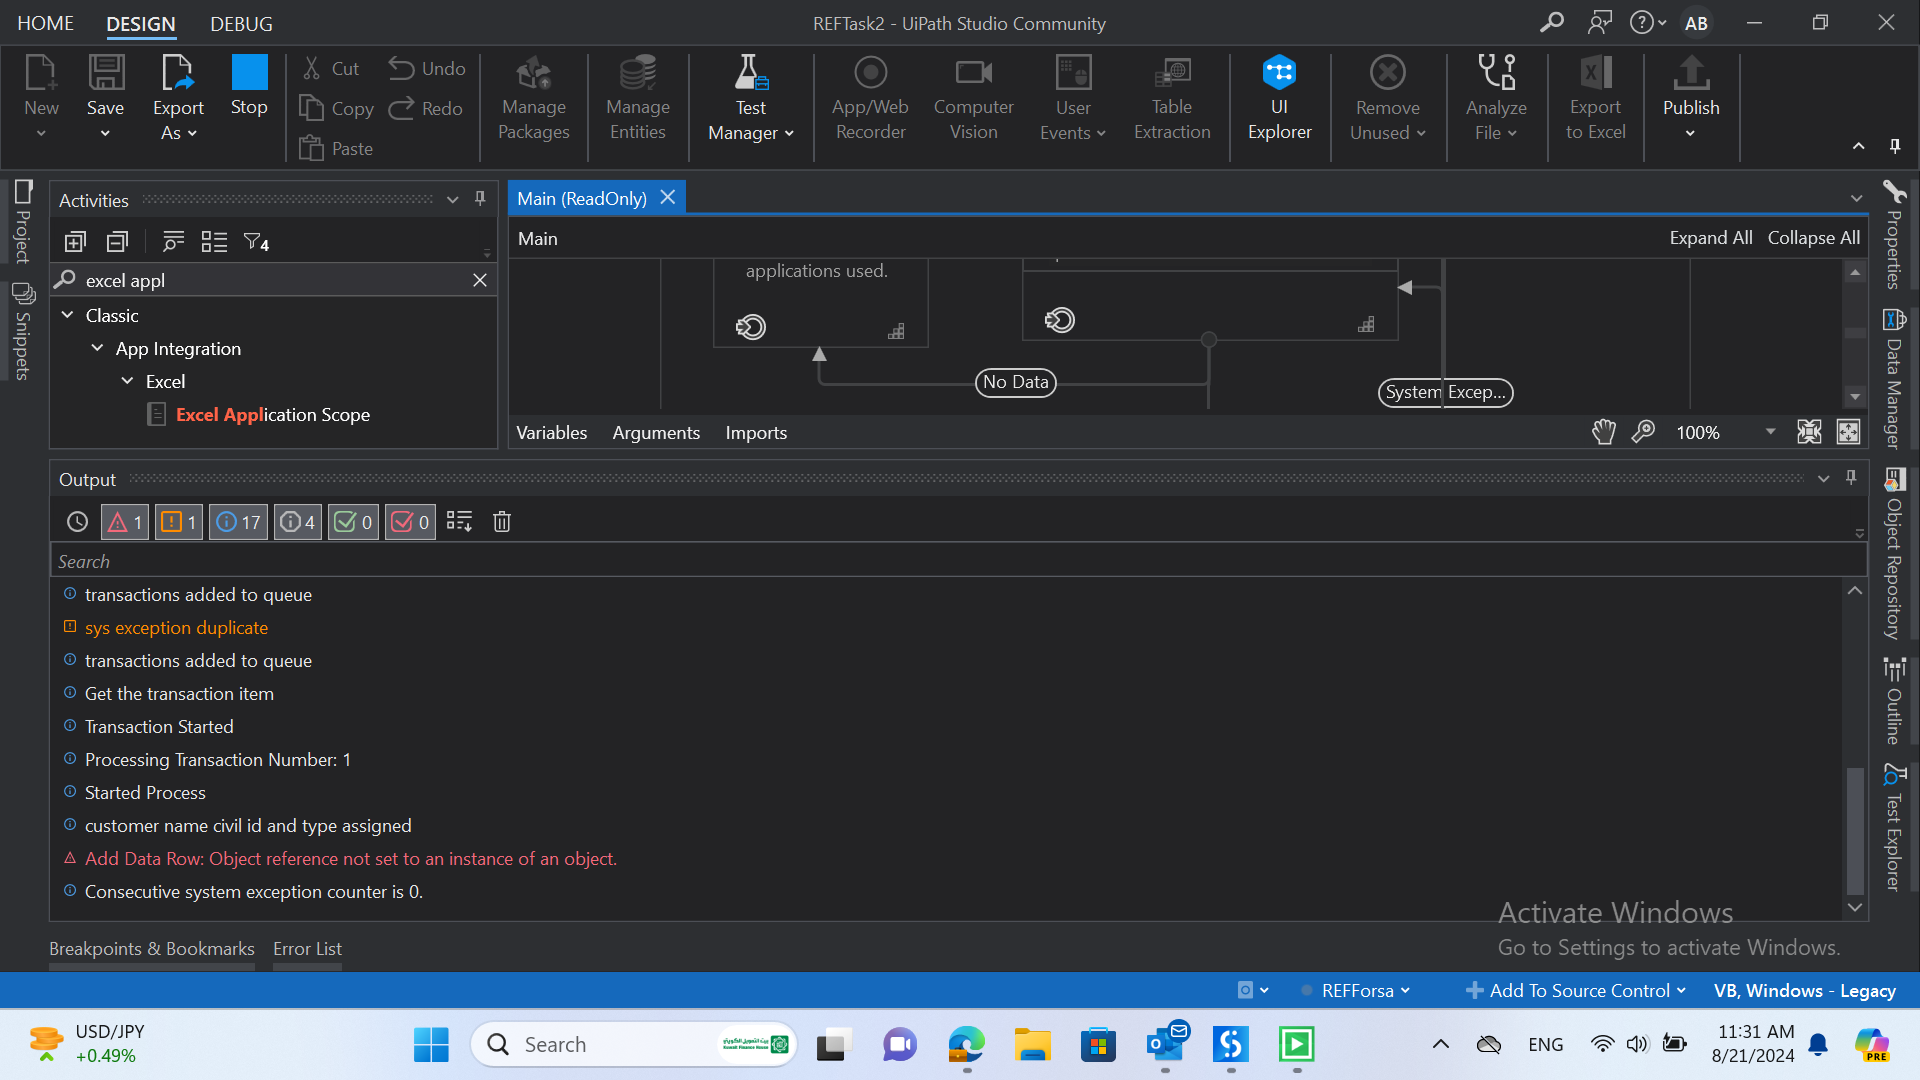 HOME DESIGN DEBUG
REFTask2 - UiPath Studio Community
AB
New
Save
Export As
Stop
Cut
Copy
Paste
Undo
Redo
Manage Packages
Manage Entities
Test Manager
App/Web Recorder
Computer Vision
User Events
Table Extraction
UI Explorer
Remove Unused
Analyze File
Export to Excel
Publish
Project
Snippets
Activities
4
excel appl
Classic
App Integration
Excel
Excel Application Scope
Main (ReadOnly)
Main
Expand All Collapse All
applications used.
No Data
System Excep...
Variables Arguments Imports
100%
Properties
Data Manager
Object Repository
Outline
Test Explorer
Output
1 1 17 4 0 0
Search
transactions added to queue
sys exception duplicate
transactions added to queue
Get the transaction item
Transaction Started
Processing Transaction Number: 1
Started Process
customer name civil id and type assigned
Add Data Row: Object reference not set to an instance of an object.
Consecutive system exception counter is 0.
Activate Windows
Go to Settings to activate Windows.
Breakpoints & Bookmarks Error List
REFForsa
Add To Source Control
VB, Windows - Legacy
USD/JPY
+0.49%
Search
ENG
11:31 AM
8/21/2024
PRE